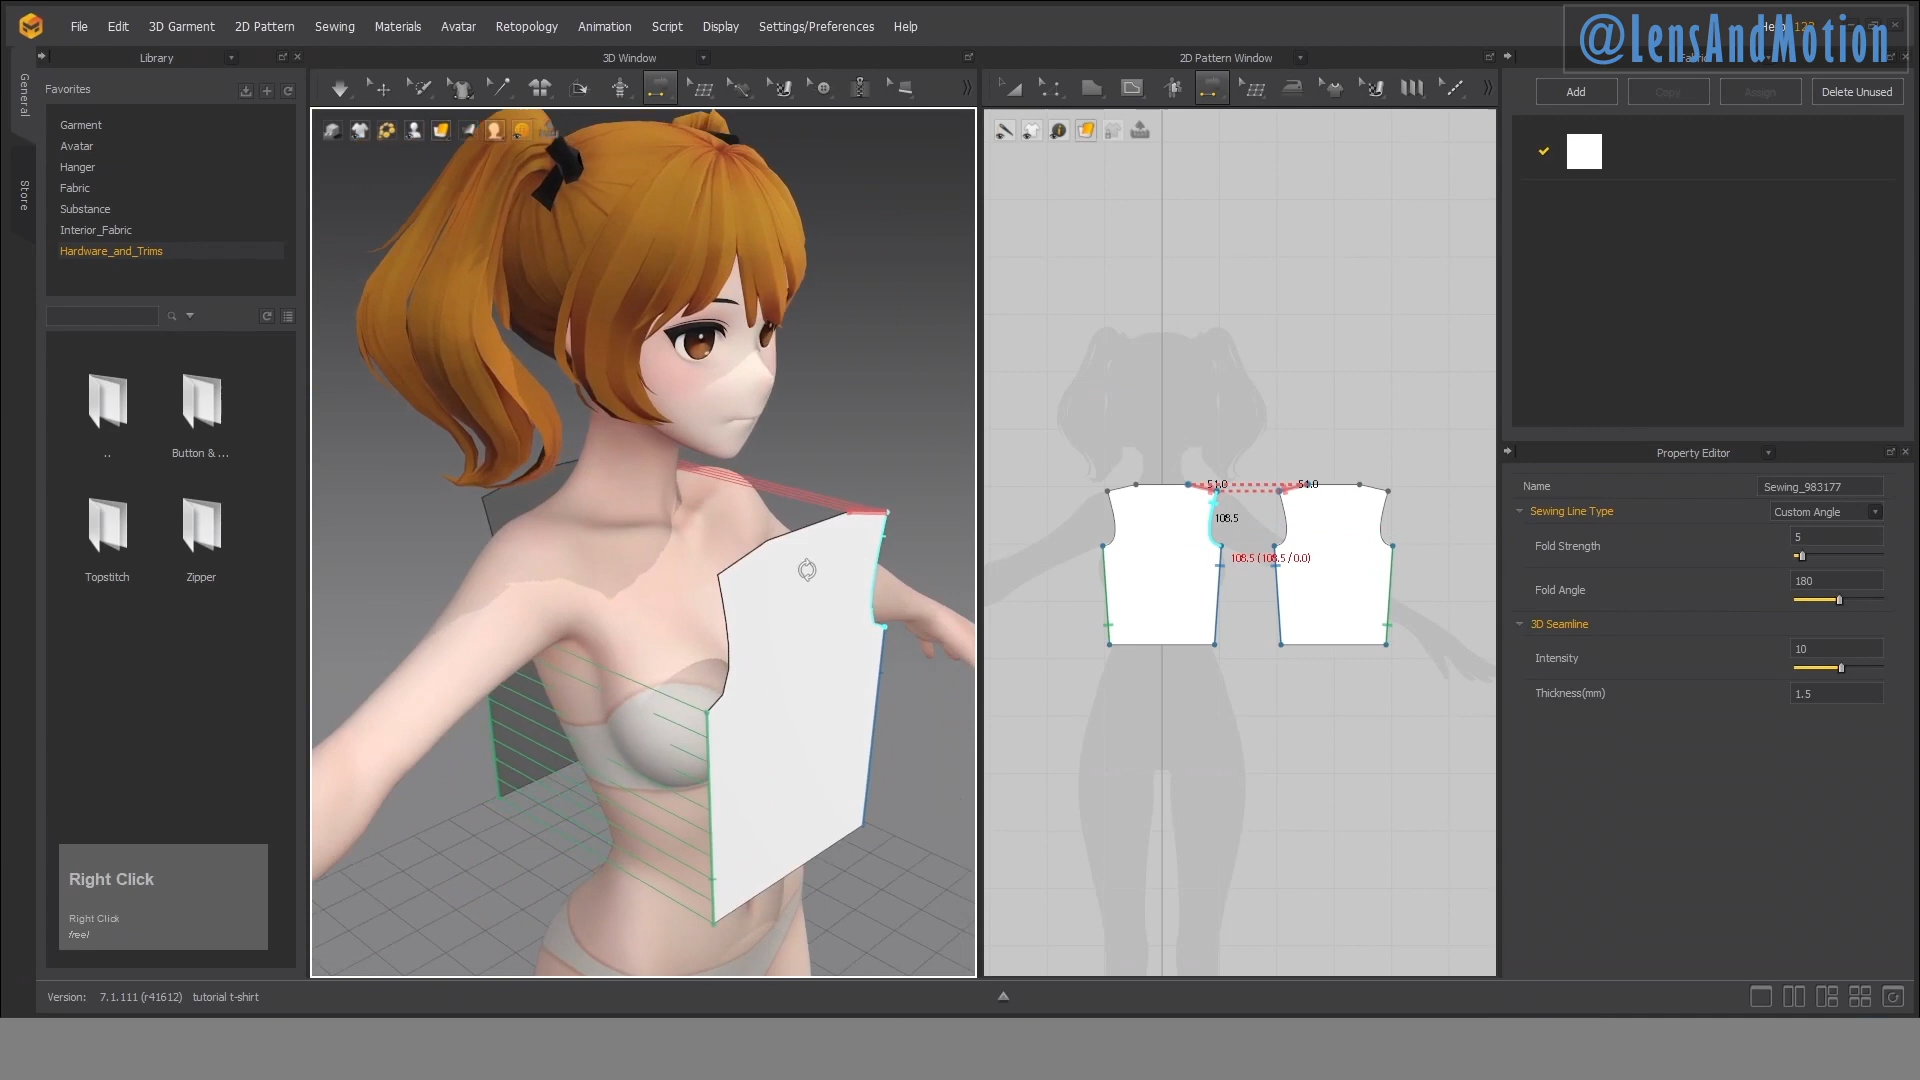 File Edit 3D Garment 2D Pattern Sewing Materials Avatar Retopology Animation Script Display Settings/Preferences Help
@LensAndMotion
Library
3D Window
2D Pattern Window
General
Store
Favorites
Garment
Avatar
Hanger
Fabric
Substance
Interior_Fabric
Hardware_and_Trims
..
Button & ...
Topstitch
Zipper
Right Click
Right Click
free!
51.0
51.0
108.5
108.5 (108.5 / 0.0)
Add Copy Assign Delete Unused
Property Editor
Name Sewing_983177
Sewing Line Type Custom Angle
Fold Strength 5
Fold Angle 180
3D Seamline
Intensity 10
Thickness(mm) 1.5
Version: 7.1.111 (r41612) tutorial t-shirt